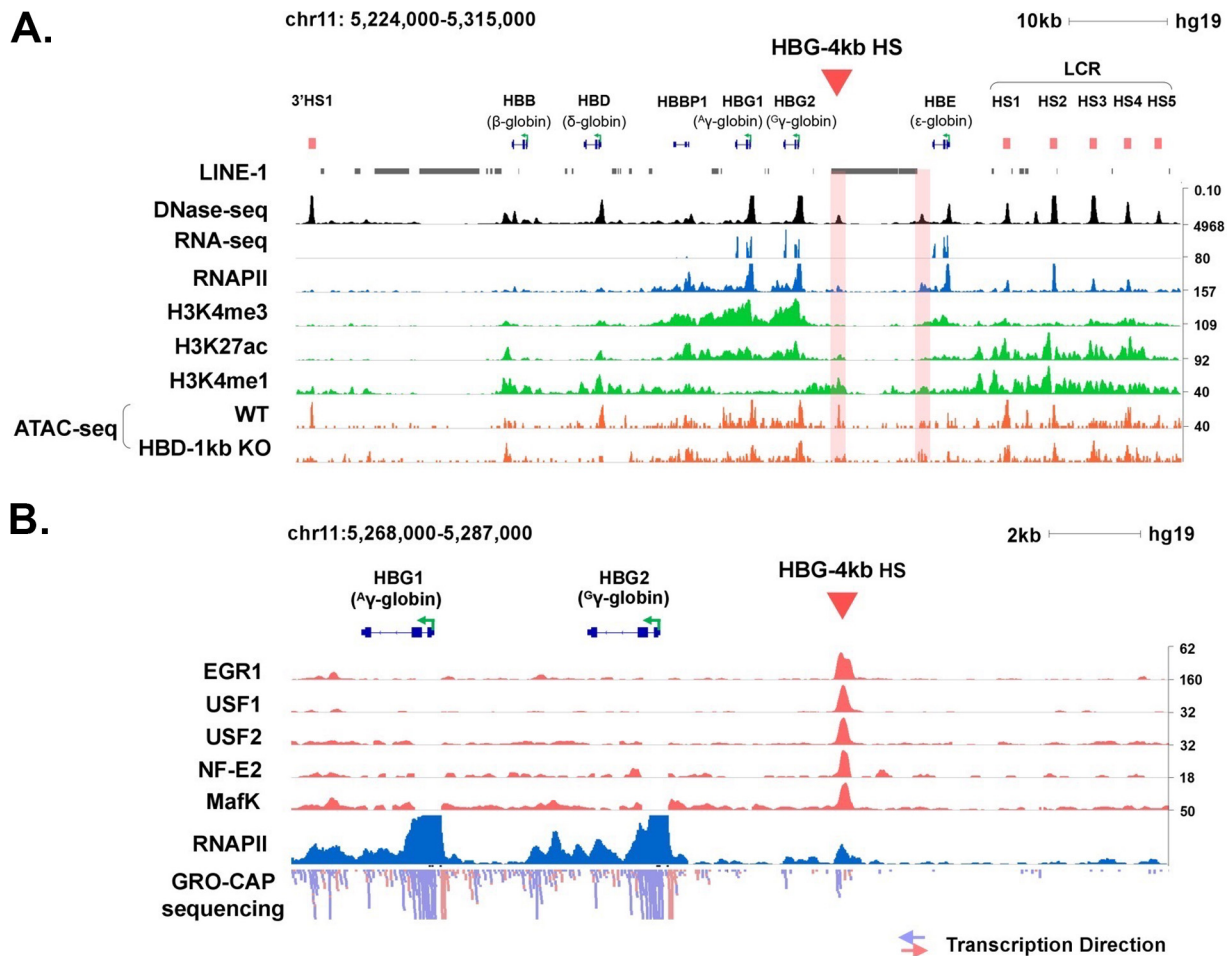 A.
chr11: 5,224,000-5,315,000
10kb hg19
HBG-4kb HS
LCR
3'HS1 HBB HBD HBBP1 HBG1 HBG2 HBE HS1 HS2 HS3 HS4 HS5
(β-globin) (δ-globin) (ᴬγ-globin) (ᴳγ-globin) (ε-globin)
LINE-1
0.10
DNase-seq
4968
RNA-seq
80
RNAPII
157
H3K4me3
109
H3K27ac
92
H3K4me1
40
ATAC-seq
WT
40
HBD-1kb KO
B.
chr11:5,268,000-5,287,000
2kb hg19
HBG-4kb HS
HBG1 HBG2
(ᴬγ-globin) (ᴳγ-globin)
62
EGR1
160
USF1
32
USF2
32
NF-E2
18
MafK
50
RNAPII
GRO-CAP
sequencing
Transcription Direction